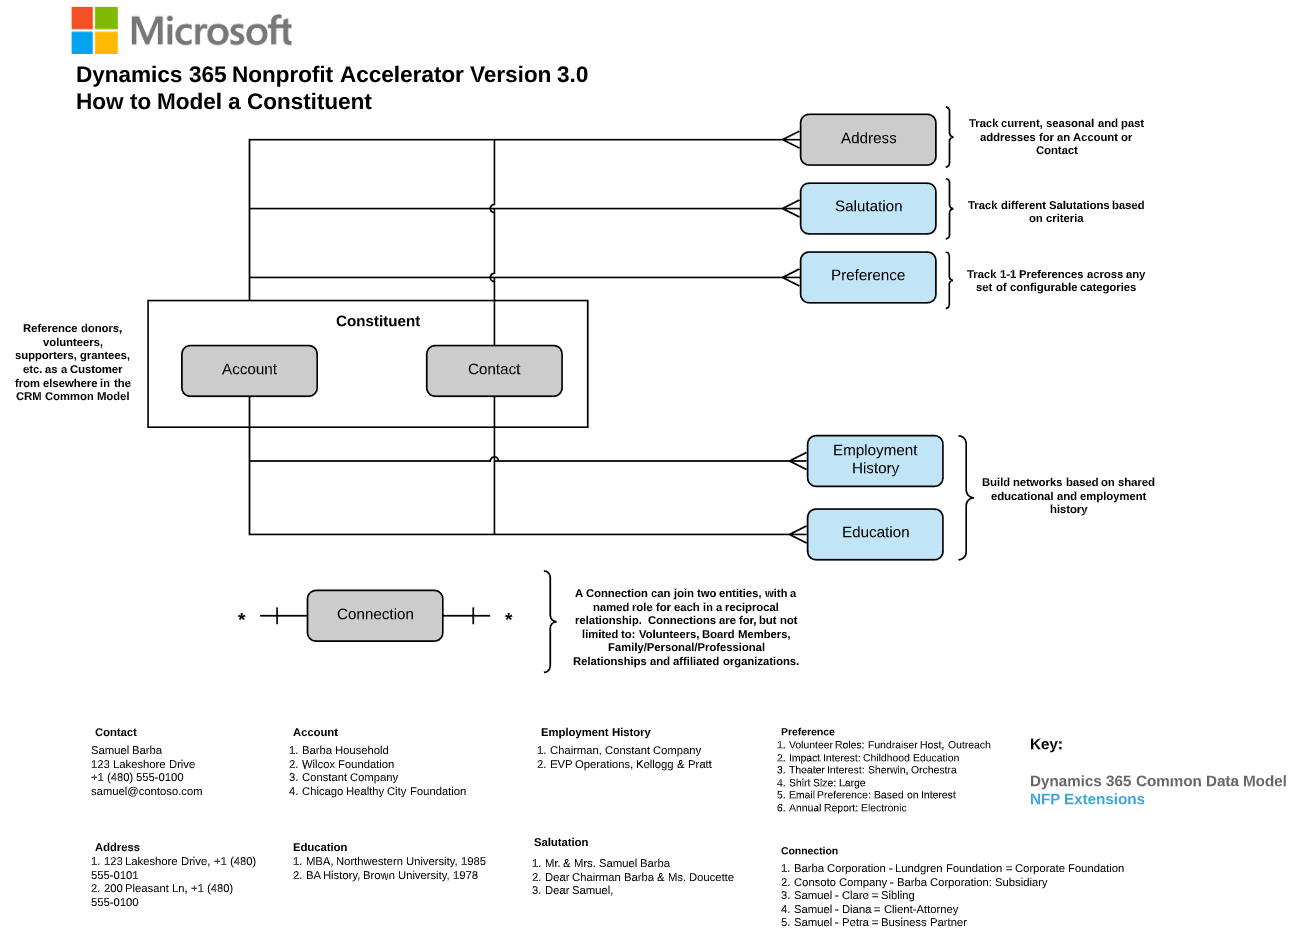 Microsoft
Dynamics 365 Nonprofit Accelerator Version 3.0
How to Model a Constituent
Address
Track current, seasonal and past
addresses for an Account or
Contact
Salutation
Track different Salutations based
on criteria
Preference
Track 1-1 Preferences across any
set of configurable categories
Reference donors,
volunteers,
supporters, grantees,
etc. as a Customer
from elsewhere in the
CRM Common Model
Constituent
Account
Contact
Employment
History
Education
Build networks based on shared
educational and employment
history
*
Connection
*
A Connection can join two entities, with a
named role for each in a reciprocal
relationship. Connections are for, but not
limited to: Volunteers, Board Members,
Family/Personal/Professional
Relationships and affiliated organizations.
Contact
Samuel Barba
123 Lakeshore Drive
+1 (480) 555-0100
samuel@contoso.com
Account
1. Barba Household
2. Wilcox Foundation
3. Constant Company
4. Chicago Healthy City Foundation
Employment History
1. Chairman, Constant Company
2. EVP Operations, Kellogg & Pratt
Preference
1. Volunteer Roles: Fundraiser Host, Outreach
2. Impact Interest: Childhood Education
3. Theater Interest: Sherwin, Orchestra
4. Shirt Size: Large
5. Email Preference: Based on Interest
6. Annual Report: Electronic
Key:
Dynamics 365 Common Data Model
NFP Extensions
Address
1. 123 Lakeshore Drive, +1 (480)
555-0101
2. 200 Pleasant Ln, +1 (480)
555-0100
Education
1. MBA, Northwestern University, 1985
2. BA History, Brown University, 1978
Salutation
1. Mr. & Mrs. Samuel Barba
2. Dear Chairman Barba & Ms. Doucette
3. Dear Samuel,
Connection
1. Barba Corporation - Lundgren Foundation = Corporate Foundation
2. Consoto Company - Barba Corporation: Subsidiary
3. Samuel - Claro = Sibling
4. Samuel - Diana = Client-Attorney
5. Samuel - Petra = Business Partner